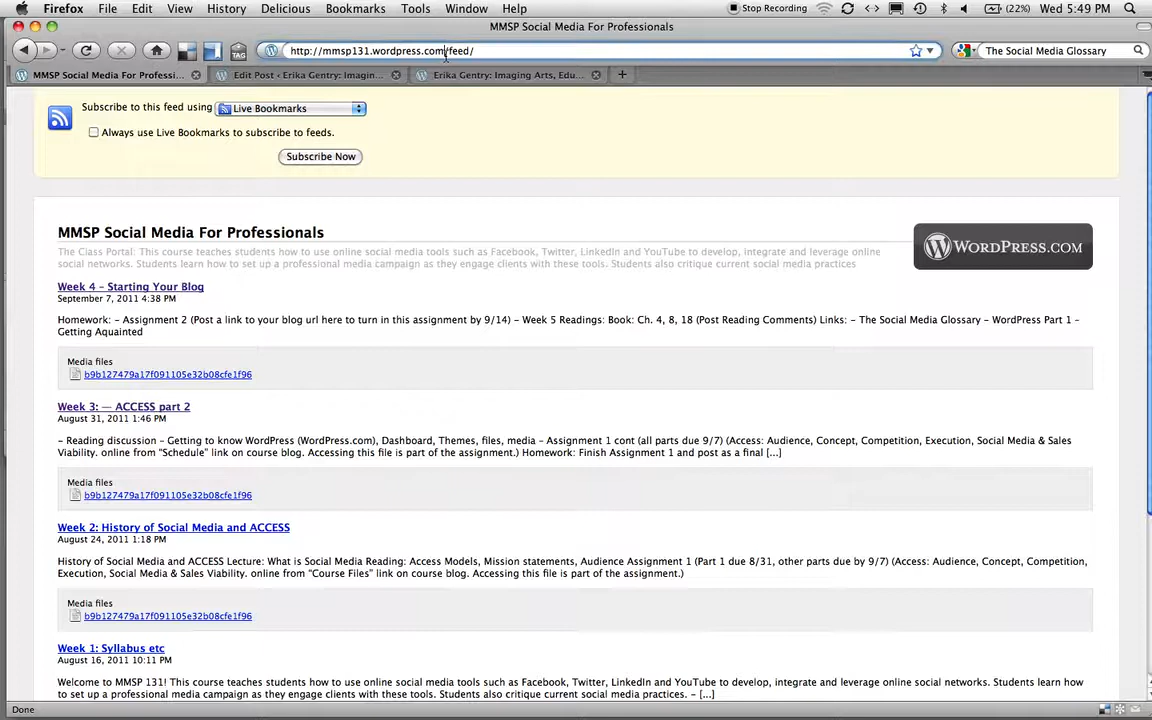 Firefox File Edit View History Delicious Bookmarks Tools Window Help Stop Recording (22%) Wed 5:49 PM
MMSP Social Media For Professionals
TAG http://mmsp131.wordpress.com/feed/ The Social Media Glossary
MMSP Social Media For Professi... Edit Post ‹ Erika Gentry: Imagin... Erika Gentry: Imaging Arts, Edu...
Subscribe to this feed using Live Bookmarks
Always use Live Bookmarks to subscribe to feeds.
Subscribe Now
MMSP Social Media For Professionals
WORDPRESS.COM
The Class Portal: This course teaches students how to use online social media tools such as Facebook, Twitter, LinkedIn and YouTube to develop, integrate and leverage online
social networks. Students learn how to set up a professional media campaign as they engage clients with these tools. Students also critique current social media practices
Week 4 – Starting Your Blog
September 7, 2011 4:38 PM
Homework: – Assignment 2 (Post a link to your blog url here to turn in this assignment by 9/14) – Week 5 Readings: Book: Ch. 4, 8, 18 (Post Reading Comments) Links: – The Social Media Glossary – WordPress Part 1 –
Getting Aquainted
Media files
b9b127479a17f091105e32b08cfe1f96
Week 3: — ACCESS part 2
August 31, 2011 1:46 PM
– Reading discussion – Getting to know WordPress (WordPress.com), Dashboard, Themes, files, media – Assignment 1 cont (all parts due 9/7) (Access: Audience, Concept, Competition, Execution, Social Media & Sales
Viability. online from "Schedule" link on course blog. Accessing this file is part of the assignment.) Homework: Finish Assignment 1 and post as a final [...]
Media files
b9b127479a17f091105e32b08cfe1f96
Week 2: History of Social Media and ACCESS
August 24, 2011 1:18 PM
History of Social Media and ACCESS Lecture: What is Social Media Reading: Access Models, Mission statements, Audience Assignment 1 (Part 1 due 8/31, other parts due by 9/7) (Access: Audience, Concept, Competition,
Execution, Social Media & Sales Viability. online from "Course Files" link on course blog. Accessing this file is part of the assignment.)
Media files
b9b127479a17f091105e32b08cfe1f96
Week 1: Syllabus etc
August 16, 2011 10:11 PM
Welcome to MMSP 131! This course teaches students how to use online social media tools such as Facebook, Twitter, LinkedIn and YouTube to develop, integrate and leverage online social networks. Students learn how
to set up a professional media campaign as they engage clients with these tools. Students also critique current social media practices. – [...]
Done